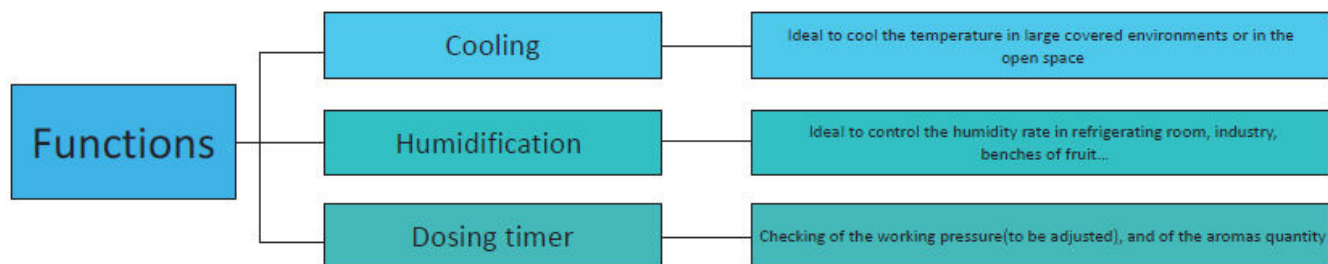 Functions
Cooling
Ideal to cool the temperature in large covered environments or in the
open space
Humidification
Ideal to control the humidity rate in refrigerating room, industry,
benches of fruit...
Dosing timer
Checking of the working pressure(to be adjusted), and of the aromas quantity